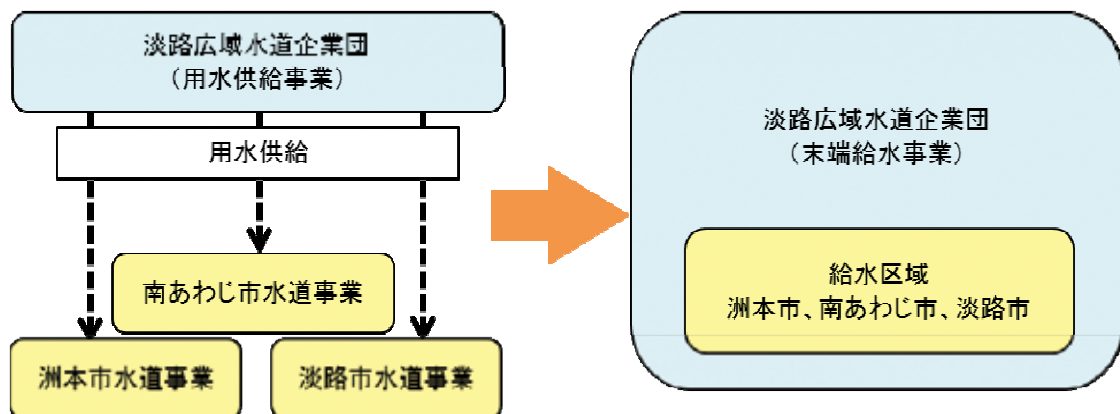 淡路広域水道企業団
（用水供給事業）
用水供給
南あわじ市水道事業
洲本市水道事業
淡路市水道事業
淡路広域水道企業団
（末端給水事業）
給水区域
洲本市、南あわじ市、淡路市